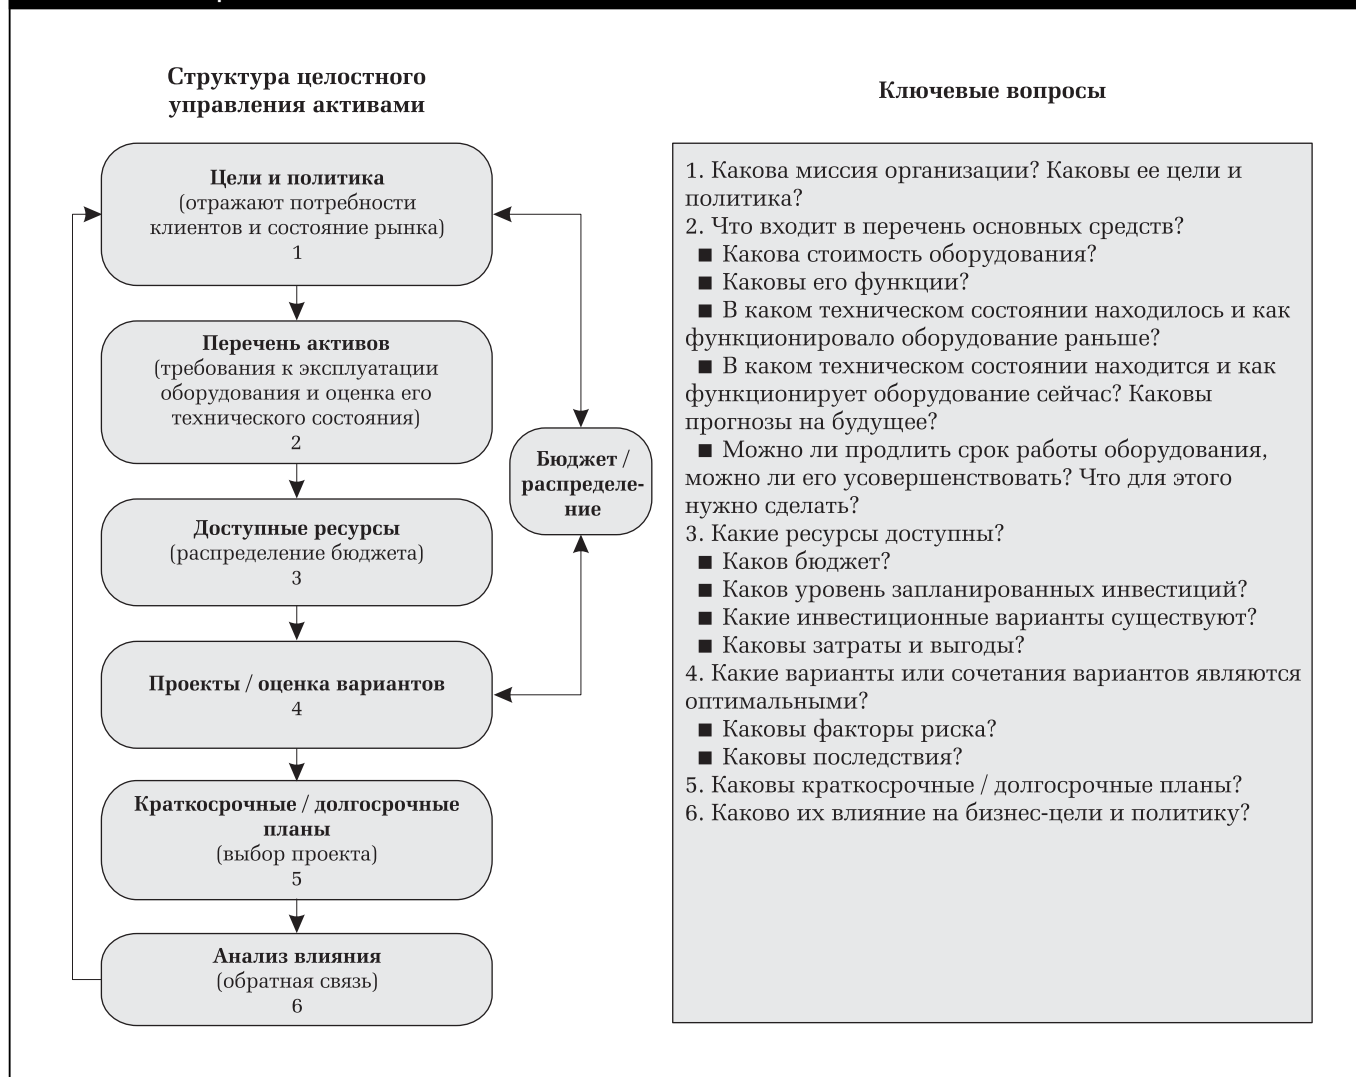 Структура целостного
управления активами
Цели и политика
(отражают потребности
клиентов и состояние рынка)
1
Перечень активов
(требования к эксплуатации
оборудования и оценка его
технического состояния)
2
Доступные ресурсы
(распределение бюджета)
3
Проекты / оценка вариантов
4
Краткосрочные / долгосрочные
планы
(выбор проекта)
5
Анализ влияния
(обратная связь)
6
Бюджет /
распределе-
ние
Ключевые вопросы
1. Какова миссия организации? Каковы ее цели и
политика?
2. Что входит в перечень основных средств?
■ Какова стоимость оборудования?
■ Каковы его функции?
■ В каком техническом состоянии находилось и как
функционировало оборудование раньше?
■ В каком техническом состоянии находится и как
функционирует оборудование сейчас? Каковы
прогнозы на будущее?
■ Можно ли продлить срок работы оборудования,
можно ли его усовершенствовать? Что для этого
нужно сделать?
3. Какие ресурсы доступны?
■ Каков бюджет?
■ Каков уровень запланированных инвестиций?
■ Какие инвестиционные варианты существуют?
■ Каковы затраты и выгоды?
4. Какие варианты или сочетания вариантов являются
оптимальными?
■ Каковы факторы риска?
■ Каковы последствия?
5. Каковы краткосрочные / долгосрочные планы?
6. Каково их влияние на бизнес-цели и политику?